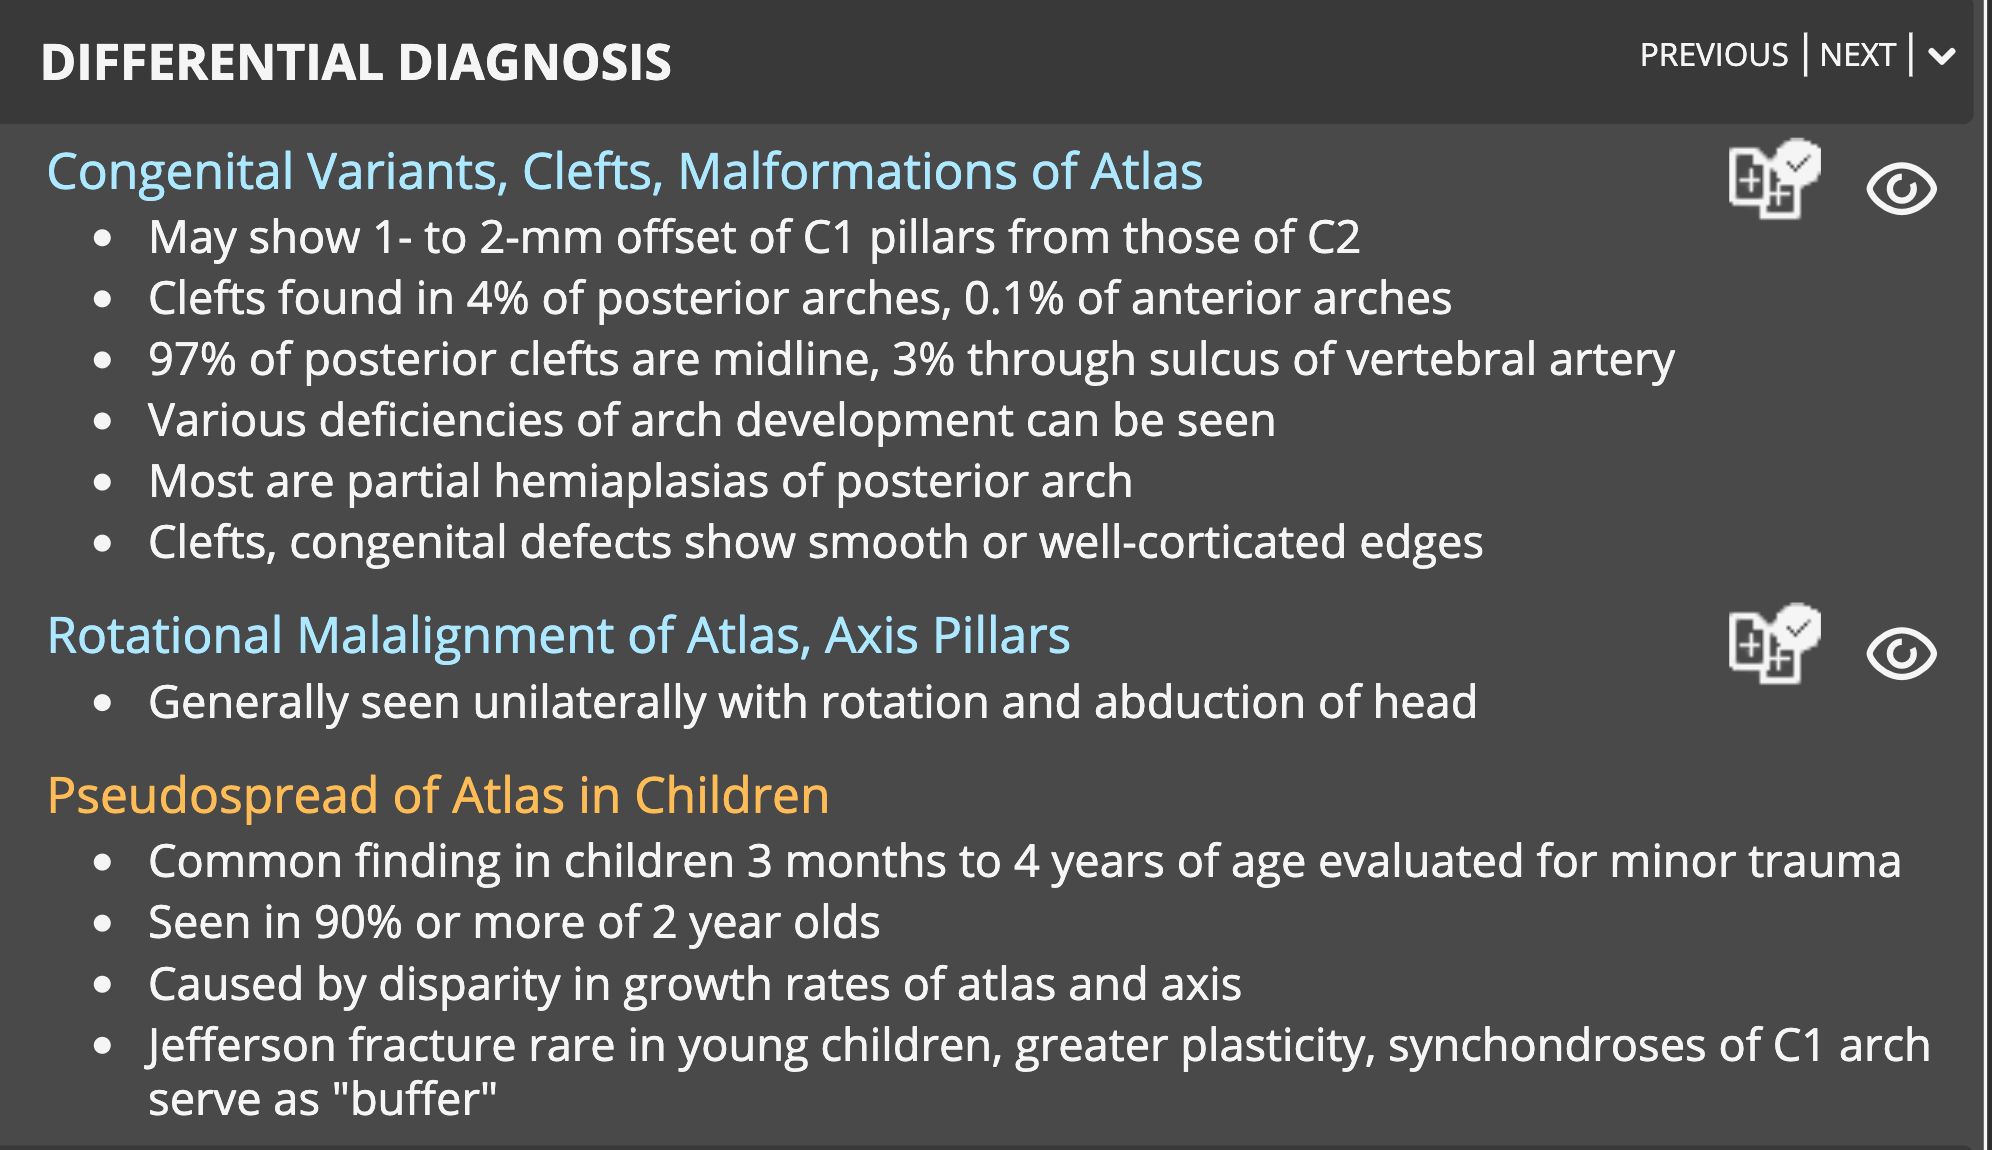 DIFFERENTIAL DIAGNOSIS
PREVIOUS | NEXT |
Congenital Variants, Clefts, Malformations of Atlas
• May show 1- to 2-mm offset of C1 pillars from those of C2
• Clefts found in 4% of posterior arches, 0.1% of anterior arches
• 97% of posterior clefts are midline, 3% through sulcus of vertebral artery
• Various deficiencies of arch development can be seen
• Most are partial hemiaplasias of posterior arch
• Clefts, congenital defects show smooth or well-corticated edges
Rotational Malalignment of Atlas, Axis Pillars
• Generally seen unilaterally with rotation and abduction of head
Pseudospread of Atlas in Children
• Common finding in children 3 months to 4 years of age evaluated for minor trauma
• Seen in 90% or more of 2 year olds
• Caused by disparity in growth rates of atlas and axis
• Jefferson fracture rare in young children, greater plasticity, synchondroses of C1 arch
serve as "buffer"